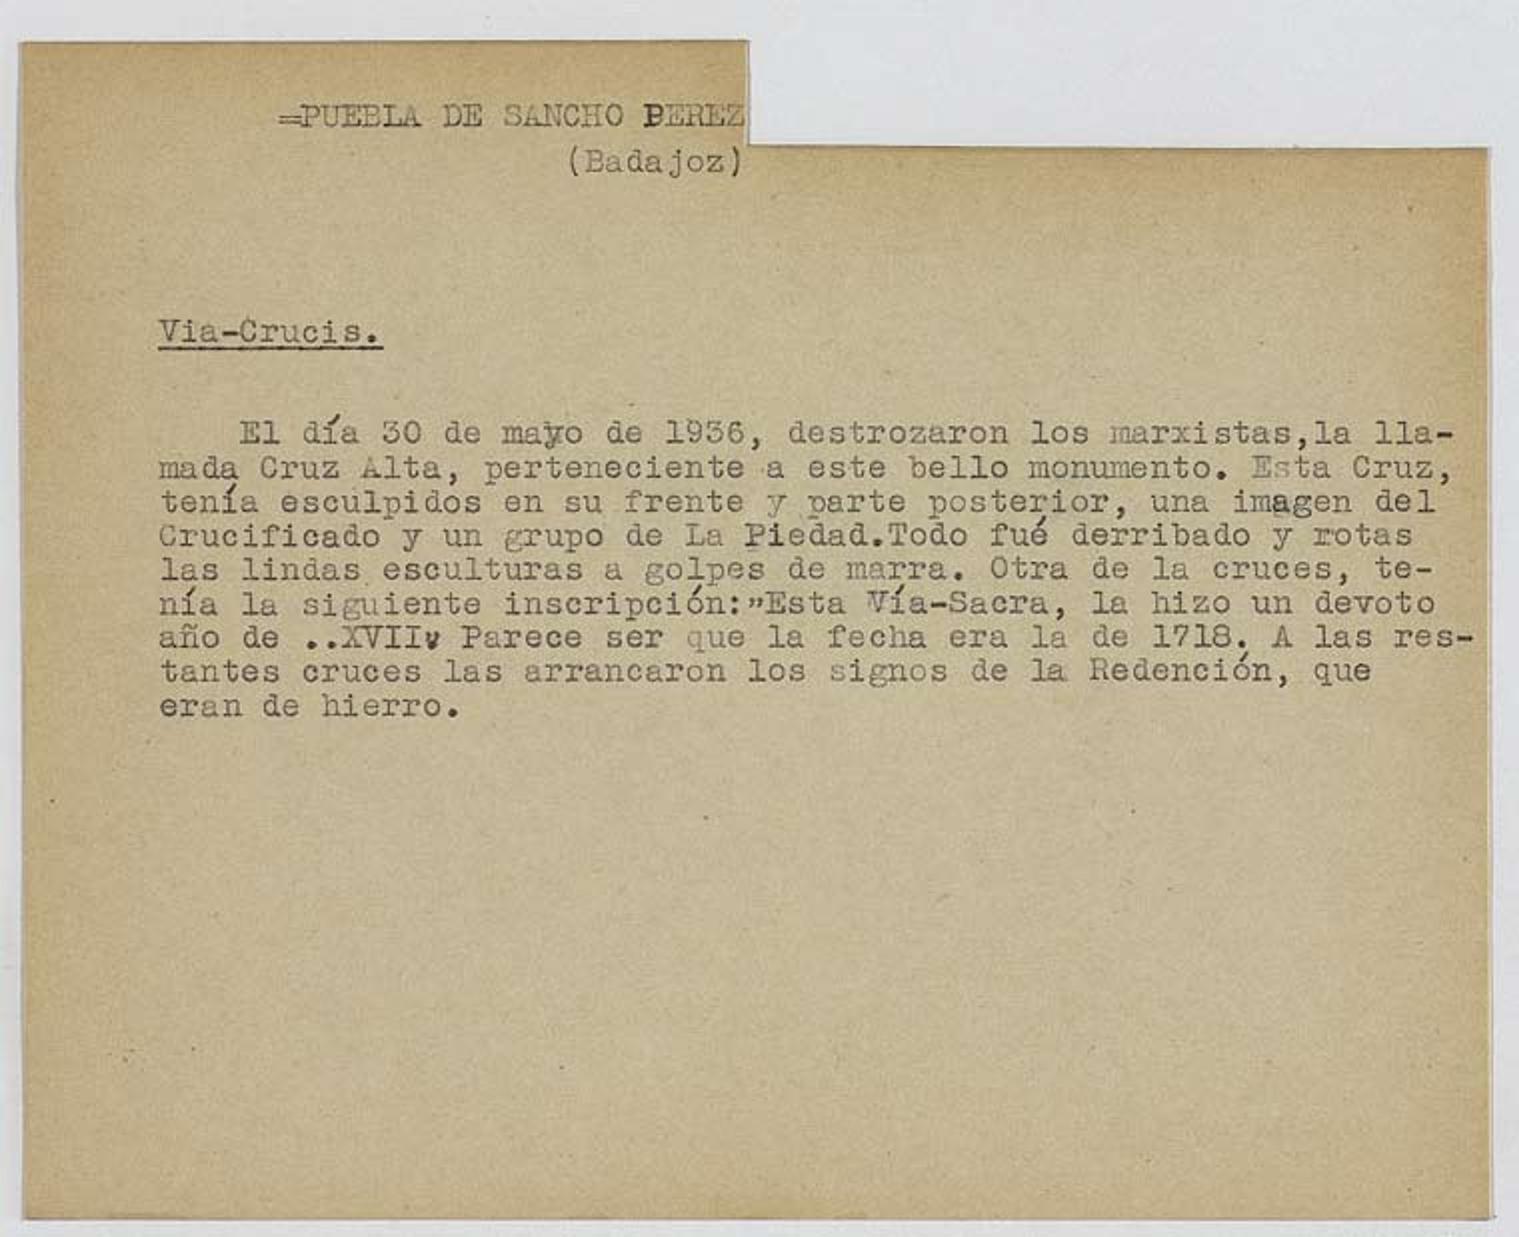 =PUEBLA DE SANCHO PEREZ
(Badajoz)
Via-Crucis.
El día 30 de mayo de 1936, destrozaron los marxistas,la lla-
mada Cruz Alta, perteneciente a este bello monumento. Esta Cruz,
tenía esculpidos en su frente y parte posterior, una imagen del
Crucificado y un grupo de La Piedad.Todo fué derribado y rotas
las lindas esculturas a golpes de marra. Otra de la cruces, te-
nía la siguiente inscripción:"Esta Vía-Sacra, la hizo un devoto
año de ..XVII" Parece ser que la fecha era la de 1718. A las res-
tantes cruces las arrancaron los signos de la Redención, que
eran de hierro.